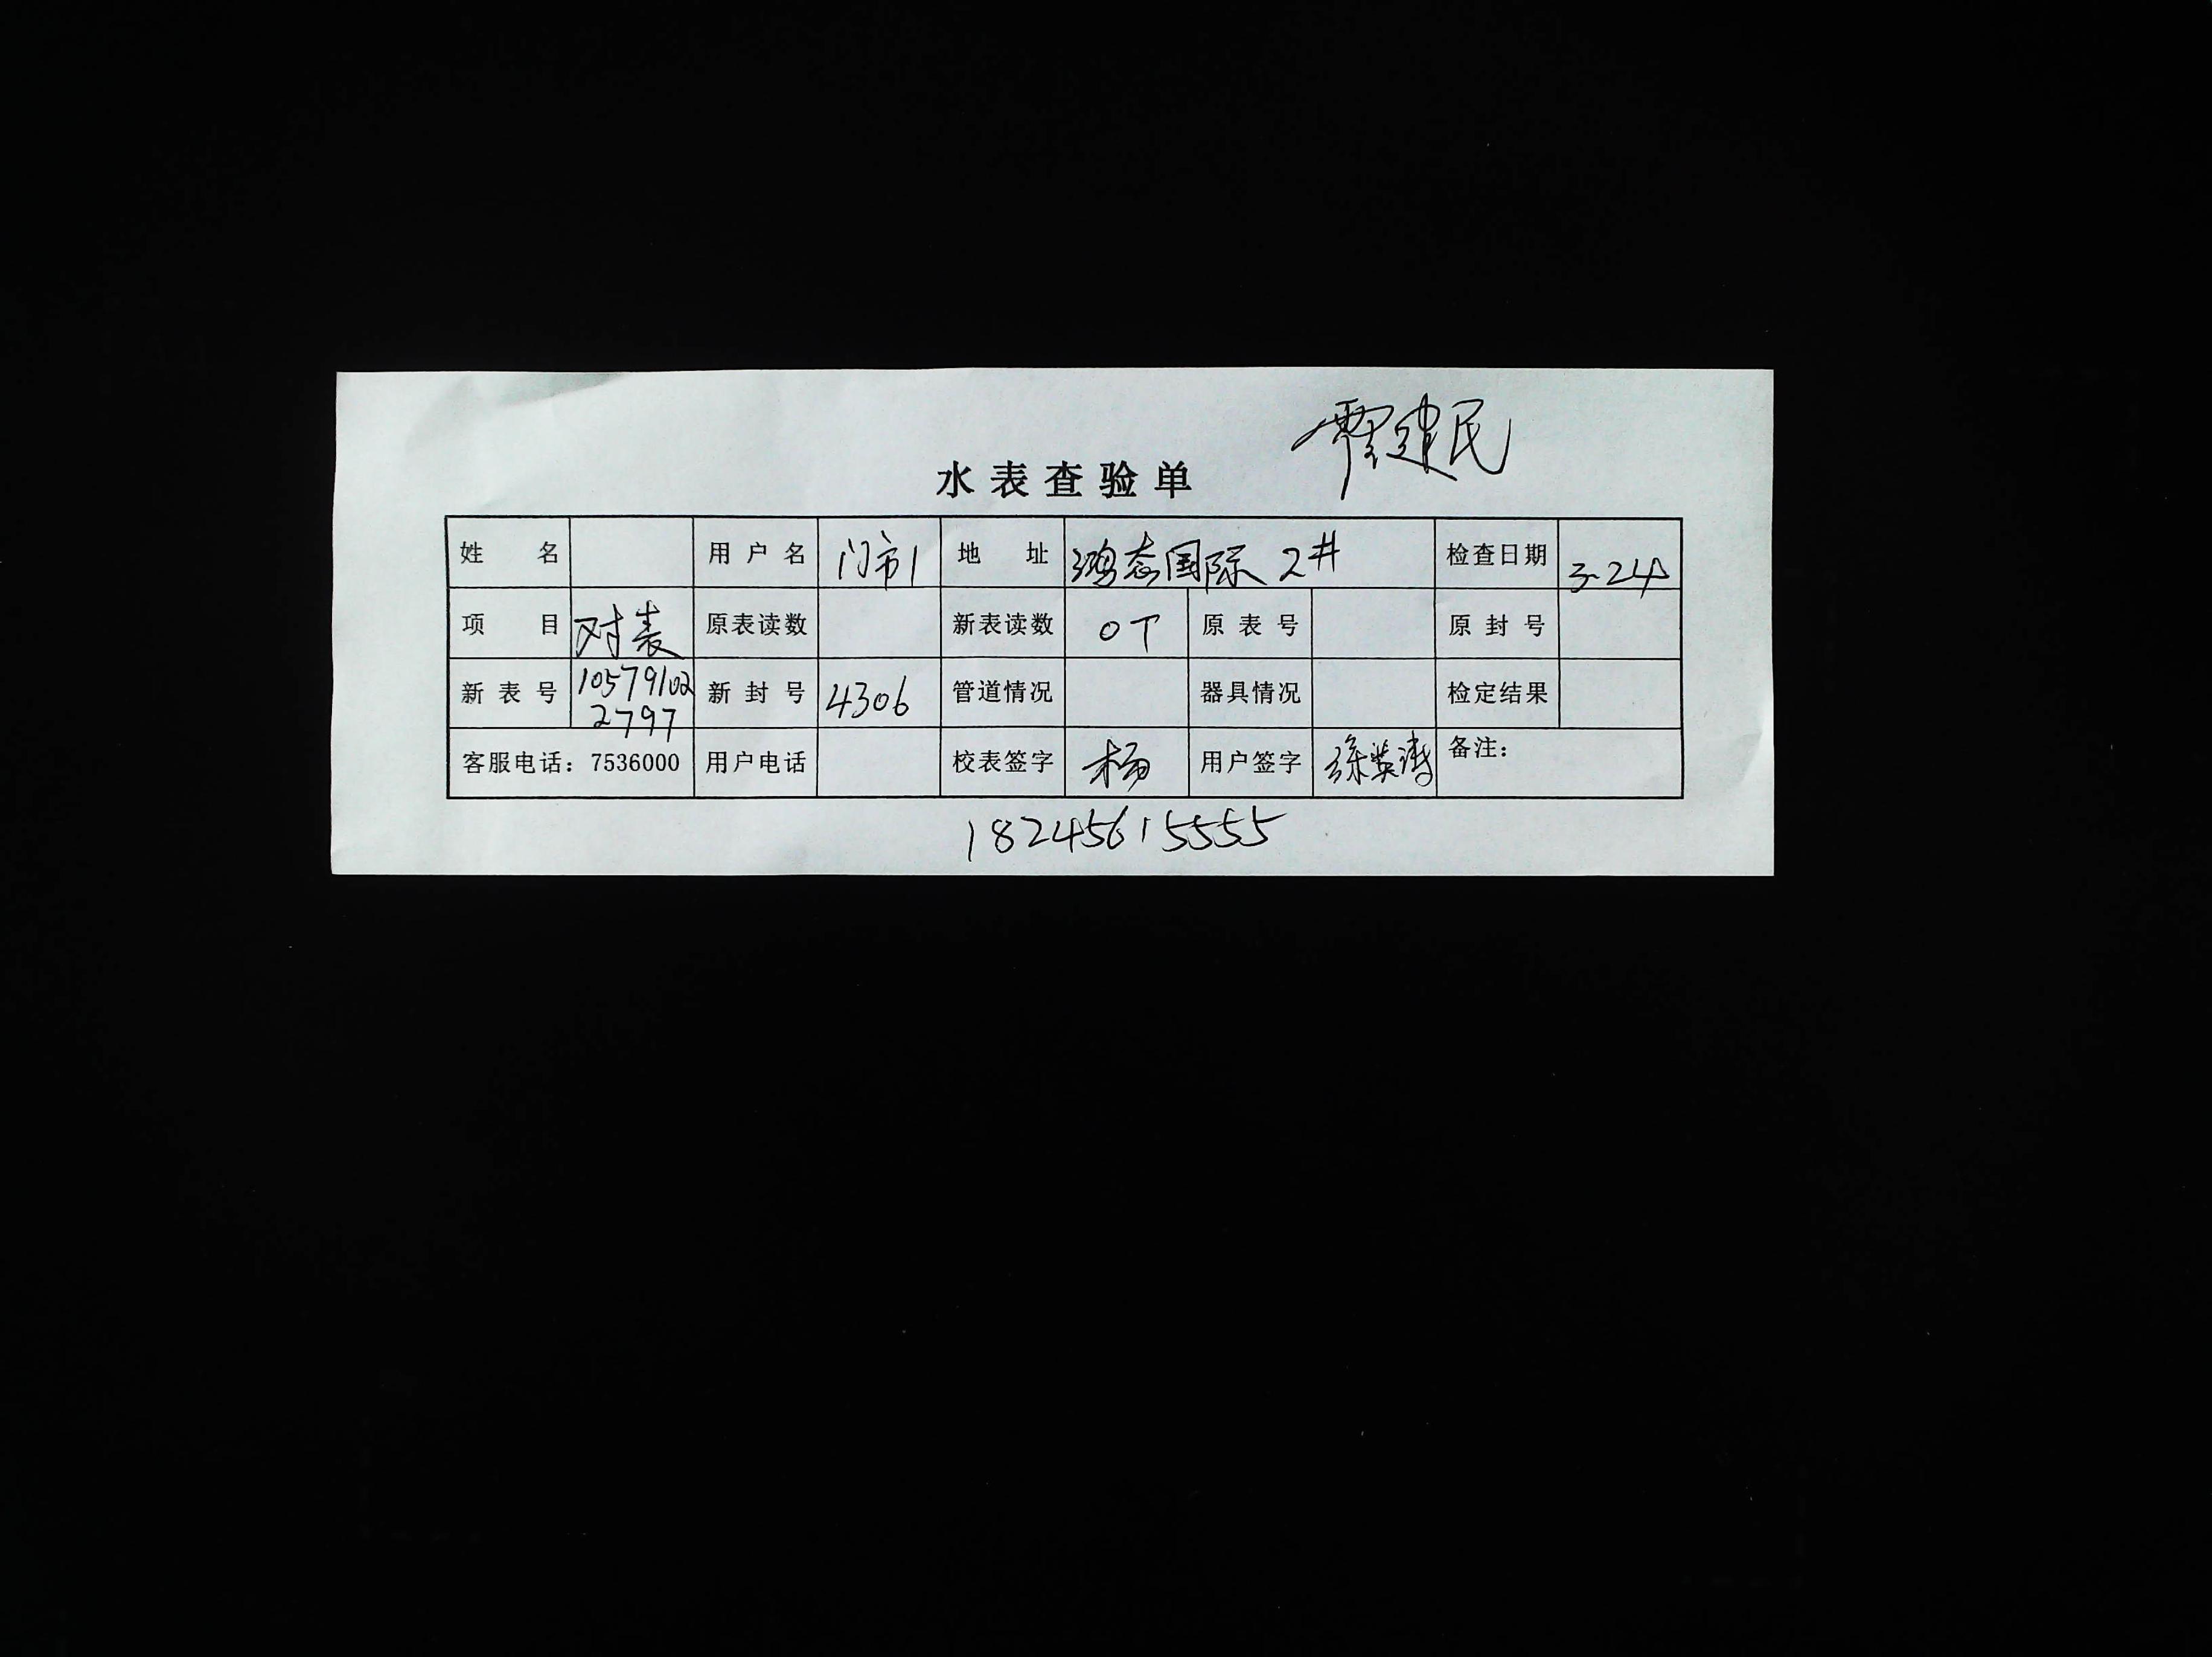 建民
水表查验单
姓名 用户名 门市1 地址 鸿泰国际 2# 检查日期 3-24
项目 对表 原表读数 新表读数 0T 原表号 原封号
新表号 10579102 2797 新封号 4306 管道情况 器具情况 检定结果
客服电话：7536000 用户电话 校表签字 杨 用户签字 备注：
18245615555